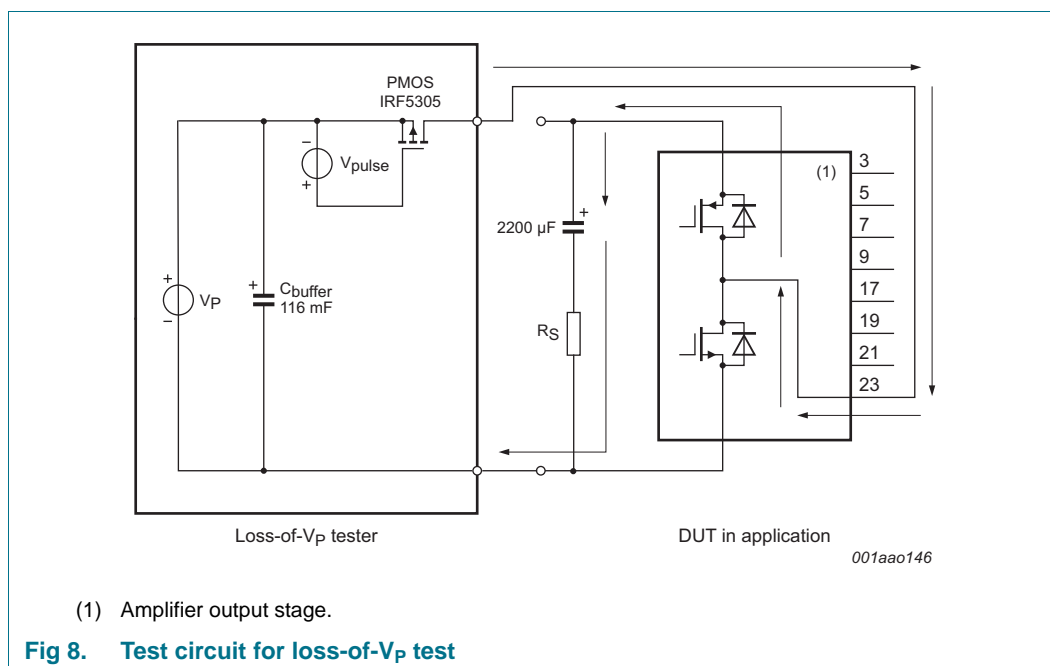 PMOS
IRF5305
−
Vpulse
+
+
VP
−
+
Cbuffer
116 mF
+
2200 μF
RS
(1)
3
5
7
9
17
19
21
23
Loss-of-VP tester
DUT in application
001aao146
(1) Amplifier output stage.
Fig 8. Test circuit for loss-of-VP test